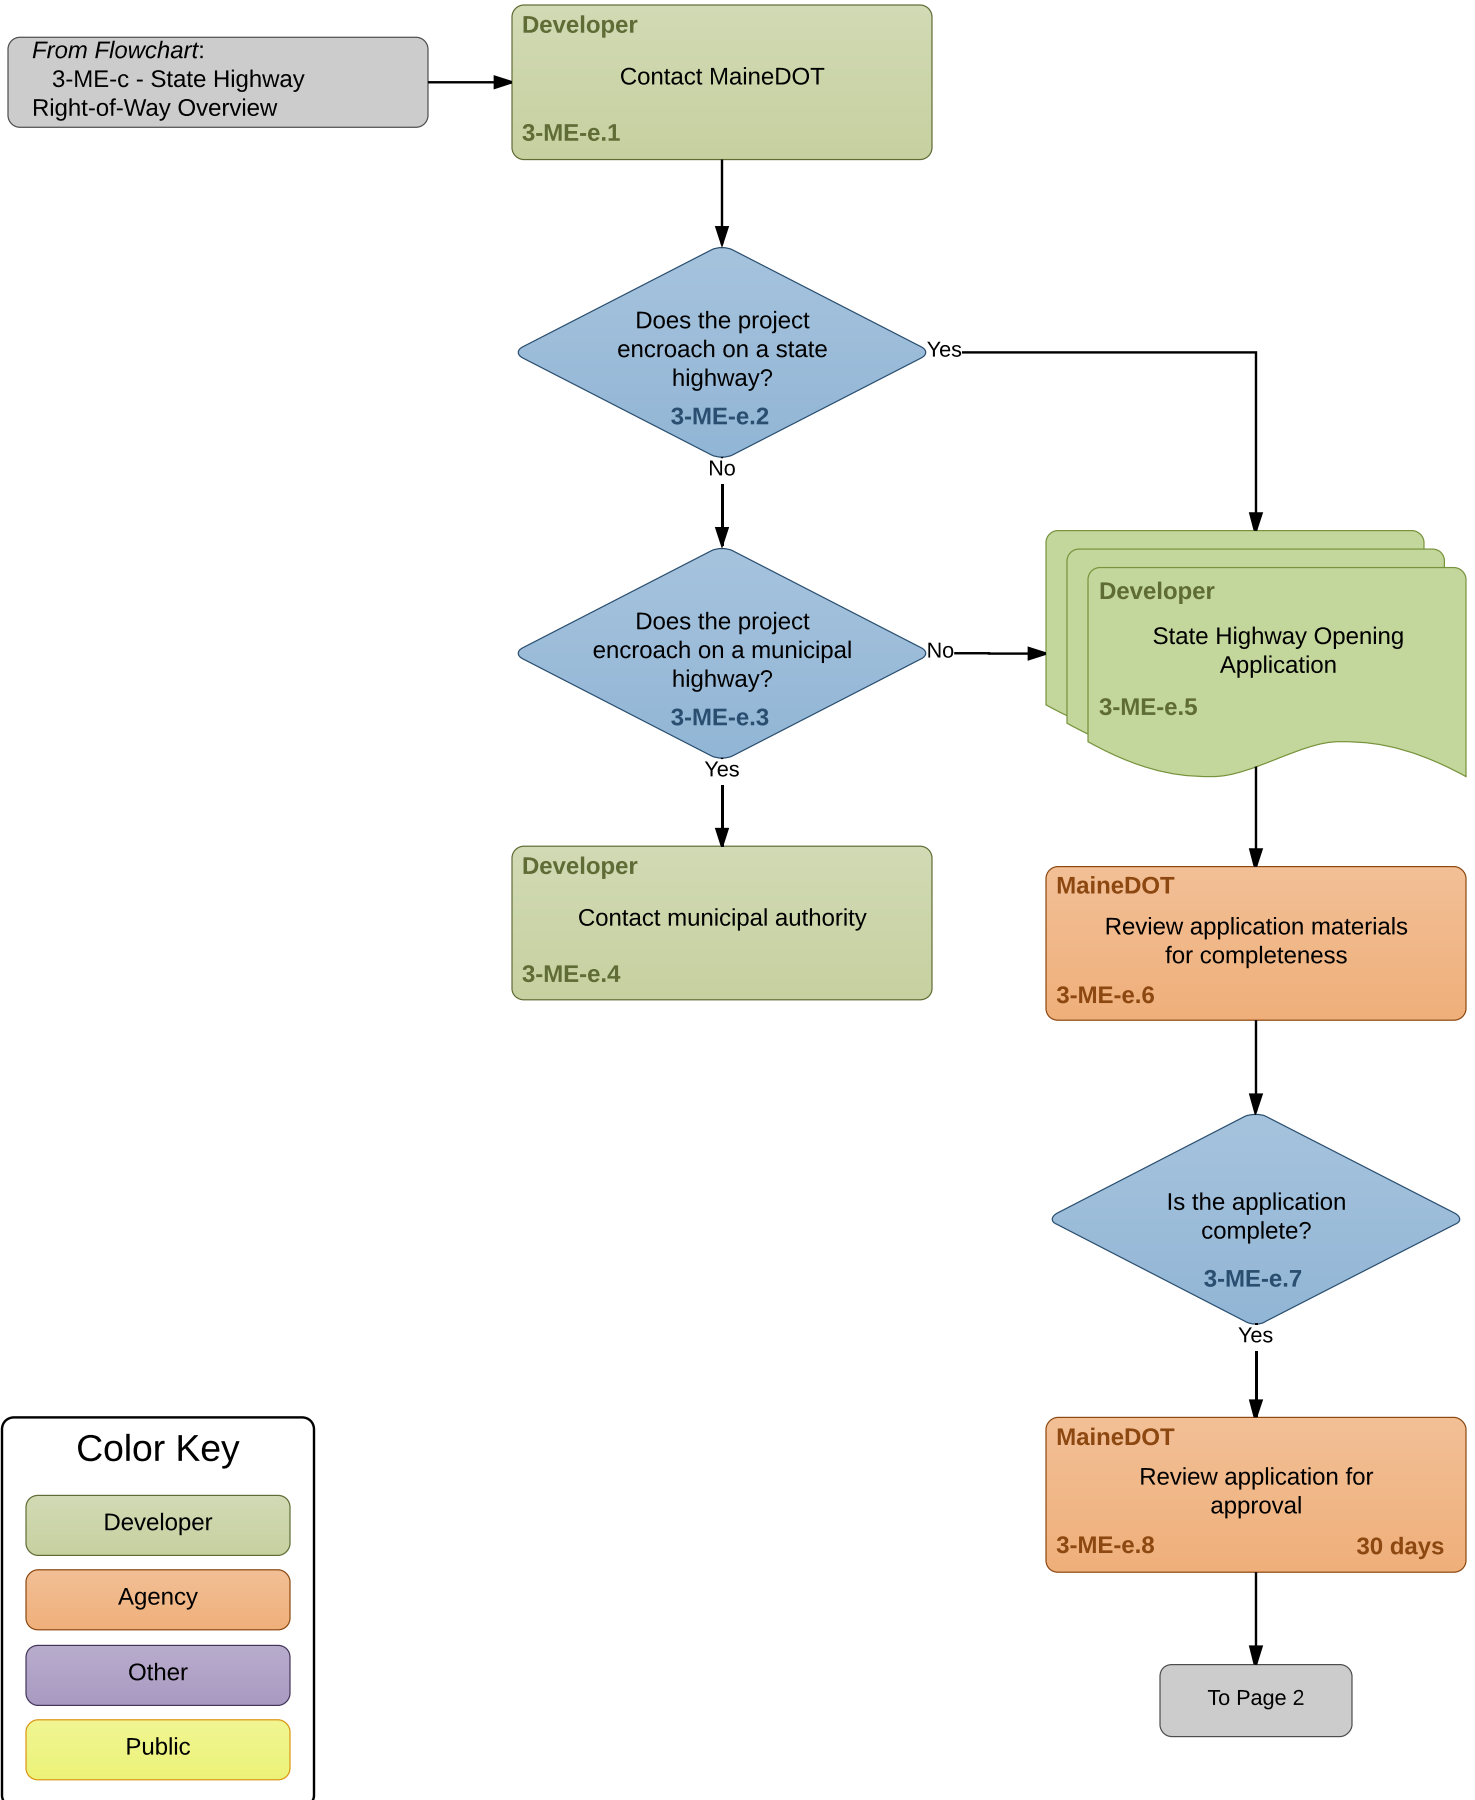 From Flowchart:
3-ME-c - State Highway
Right-of-Way Overview
Developer
Contact MaineDOT
3-ME-e.1
Does the project
encroach on a state
highway?
3-ME-e.2
Yes
No
Does the project
encroach on a municipal
highway?
3-ME-e.3
No
Yes
Developer
State Highway Opening
Application
3-ME-e.5
Developer
Contact municipal authority
3-ME-e.4
MaineDOT
Review application materials
for completeness
3-ME-e.6
Is the application
complete?
3-ME-e.7
Yes
MaineDOT
Review application for
approval
3-ME-e.8
30 days
To Page 2
Color Key
Developer
Agency
Other
Public